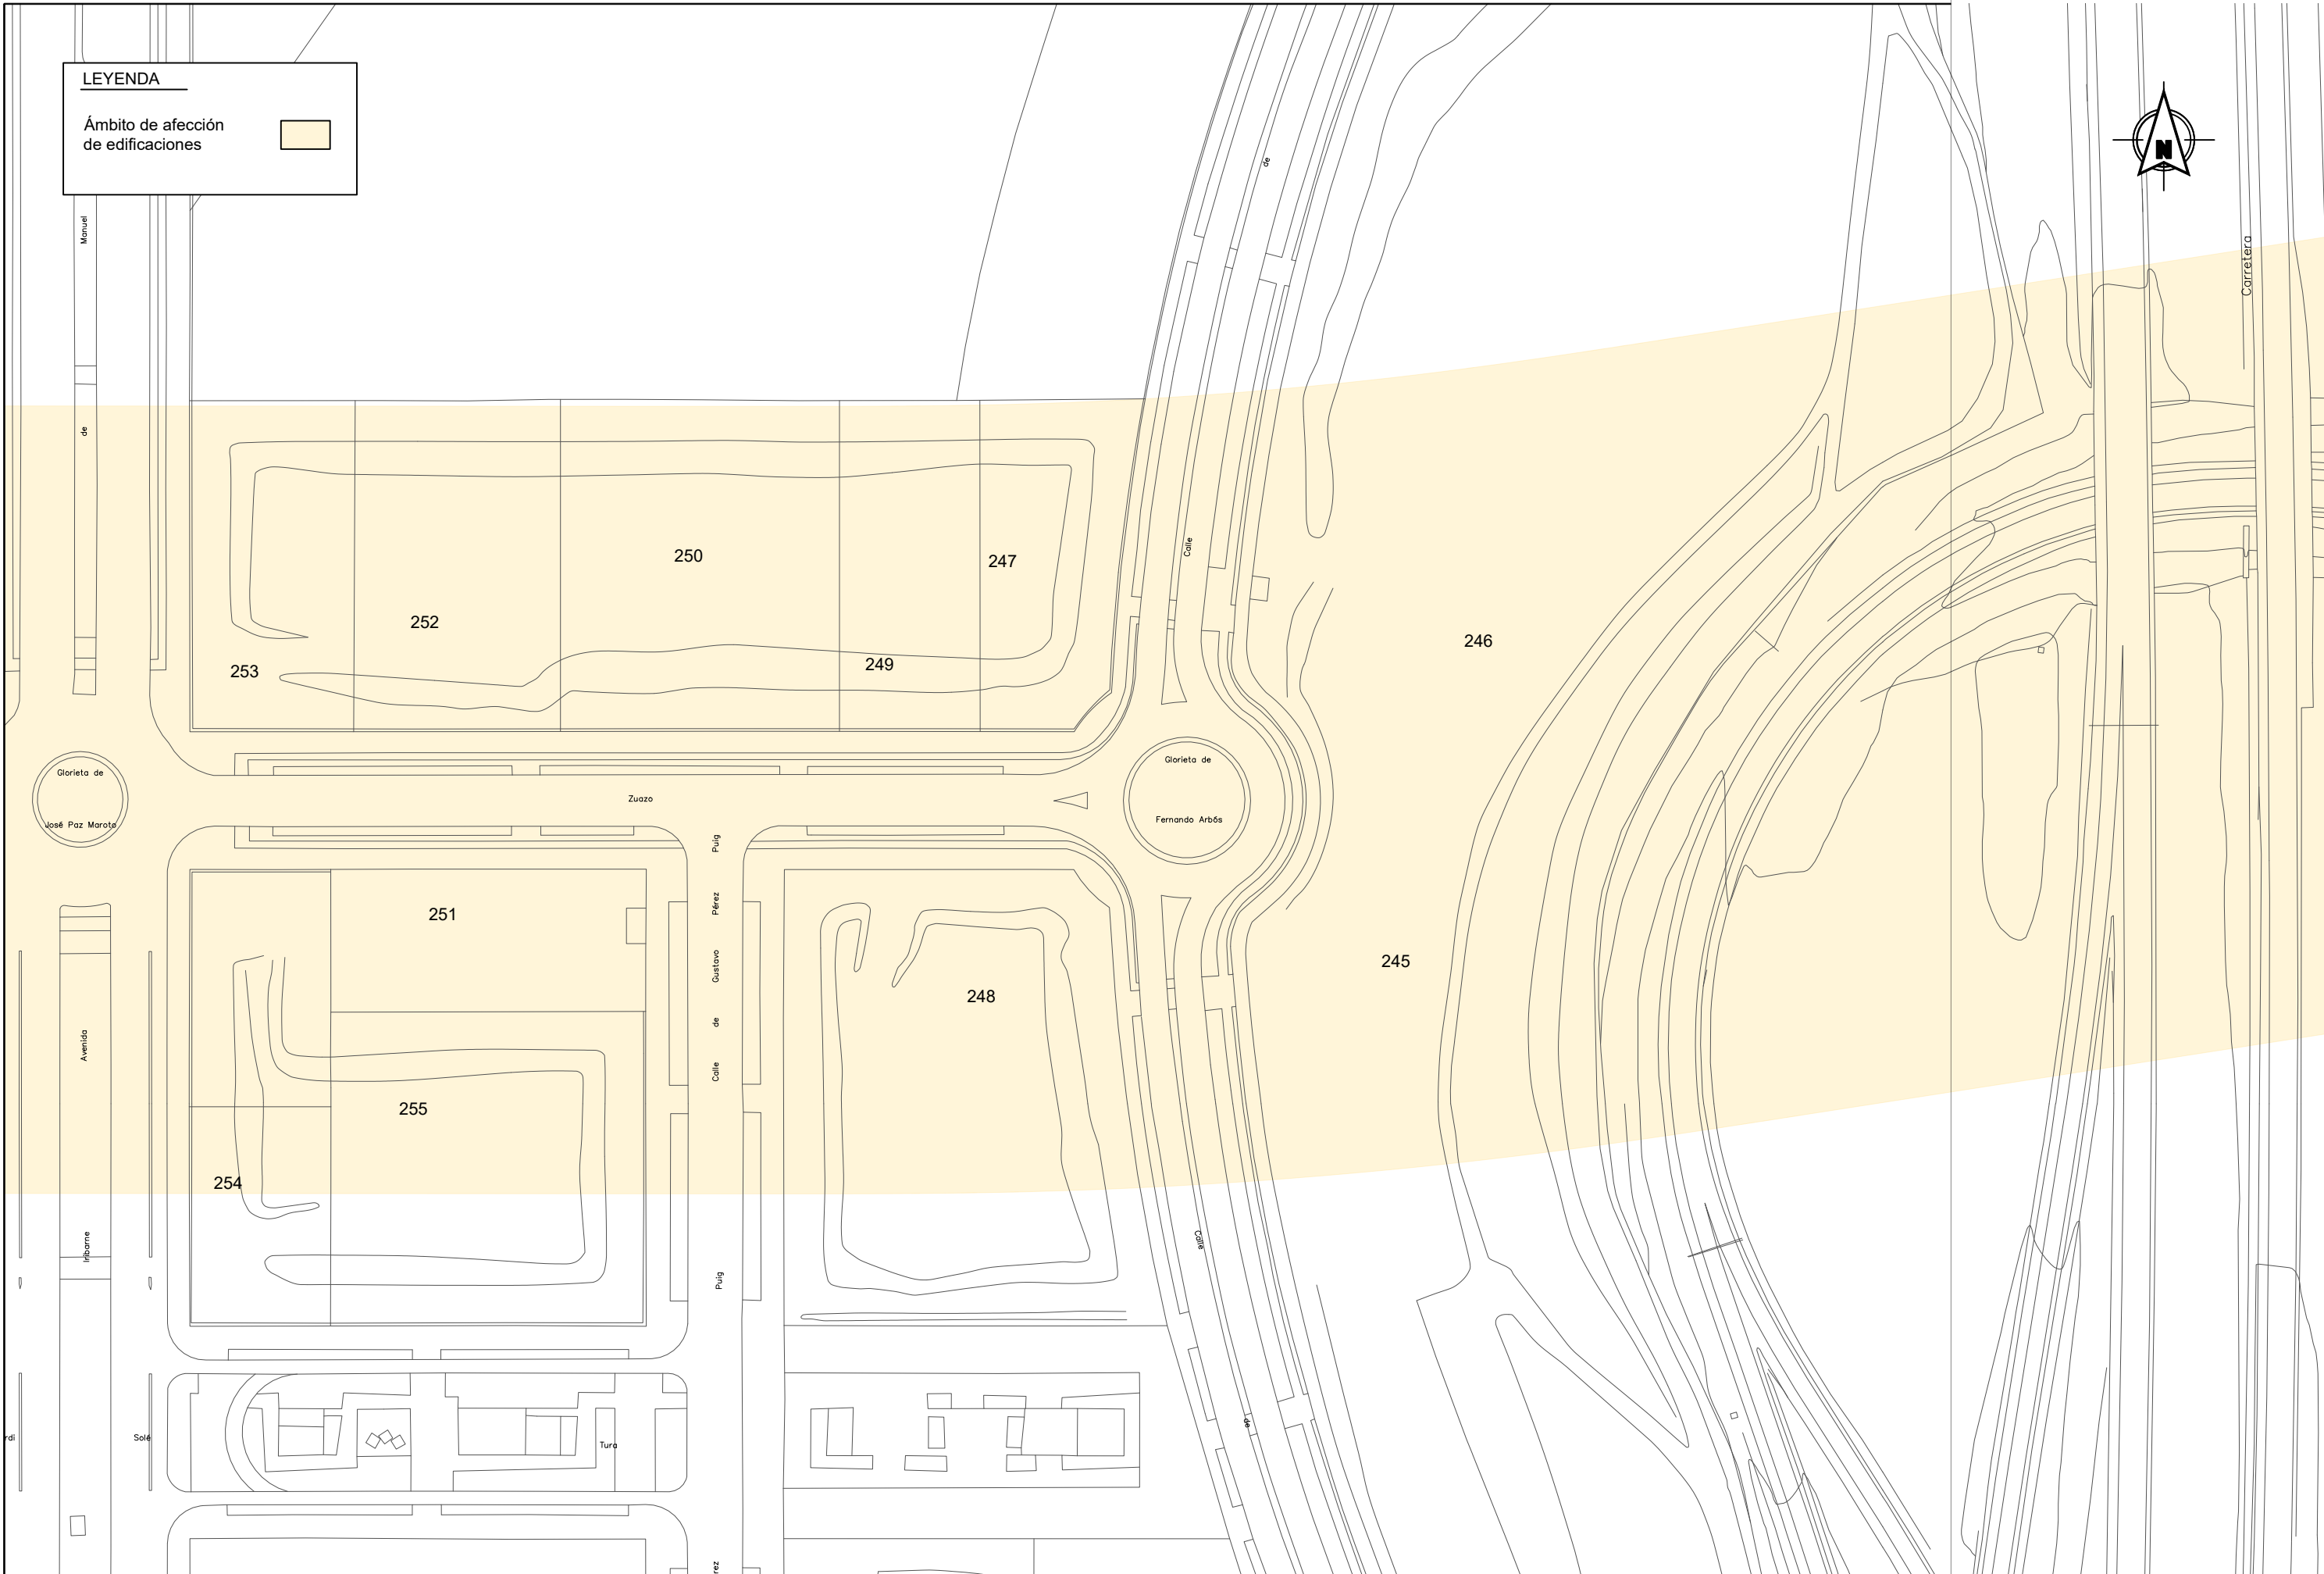 LEYENDA
Ámbito de afección
de edificaciones
N
de
Manuel
Carretera
de
Calle
250
247
252
246
249
253
Glorieta de
José Paz Maroto
Zuazo
Glorieta de
Fernando Arbós
Puig
Pérez
Gustavo
de
Calle
251
245
248
Avenida
255
254
Iribarne
Calle
Puig
de
rdi
Solé
Tura
rez